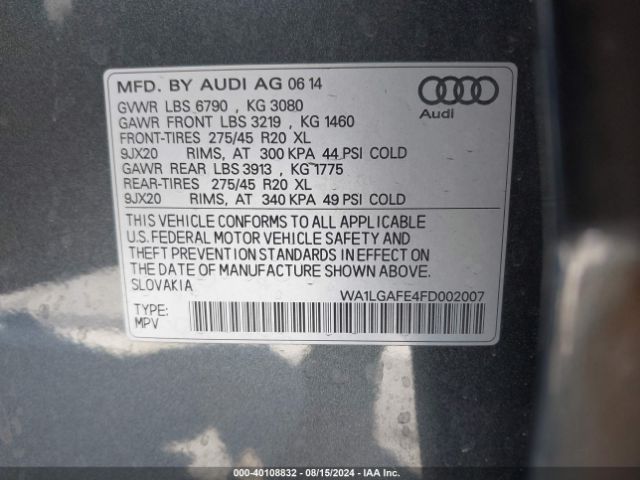 MFD. BY AUDI AG 06 14
GVWR LBS 6790 , KG 3080
GAWR FRONT LBS 3219 , KG 1460
FRONT-TIRES 275/45 R20 XL
9JX20 RIMS, AT 300 KPA 44 PSI COLD
GAWR REAR LBS 3913 , KG 1775
REAR-TIRES 275/45 R20 XL
9JX20 RIMS, AT 340 KPA 49 PSI COLD
Audi
THIS VEHICLE CONFORMS TO ALL APPLICABLE
U.S. FEDERAL MOTOR VEHICLE SAFETY AND
THEFT PREVENTION STANDARDS IN EFFECT ON
THE DATE OF MANUFACTURE SHOWN ABOVE.
SLOVAKIA
WA1LGAFE4FD002007
TYPE:
MPV
000-40108832 - 08/15/2024 - IAA Inc.